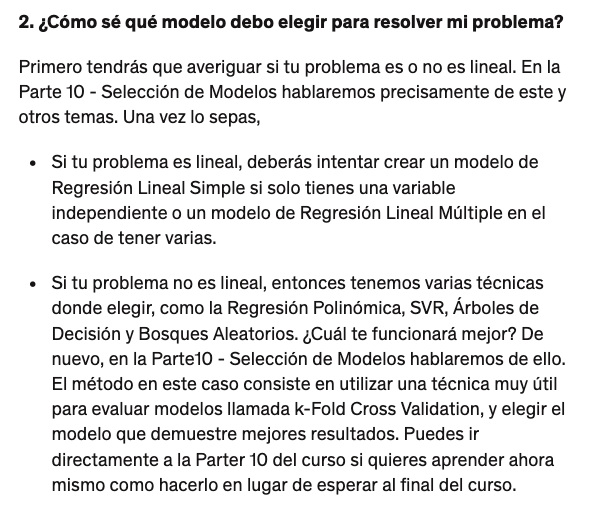 2. ¿Cómo sé qué modelo debo elegir para resolver mi problema?
Primero tendrás que averiguar si tu problema es o no es lineal. En la
Parte 10 - Selección de Modelos hablaremos precisamente de este y
otros temas. Una vez lo sepas,
• Si tu problema es lineal, deberás intentar crear un modelo de
Regresión Lineal Simple si solo tienes una variable
independiente o un modelo de Regresión Lineal Múltiple en el
caso de tener varias.
• Si tu problema no es lineal, entonces tenemos varias técnicas
donde elegir, como la Regresión Polinómica, SVR, Árboles de
Decisión y Bosques Aleatorios. ¿Cuál te funcionará mejor? De
nuevo, en la Parte10 - Selección de Modelos hablaremos de ello.
El método en este caso consiste en utilizar una técnica muy útil
para evaluar modelos llamada k-Fold Cross Validation, y elegir el
modelo que demuestre mejores resultados. Puedes ir
directamente a la Parter 10 del curso si quieres aprender ahora
mismo como hacerlo en lugar de esperar al final del curso.